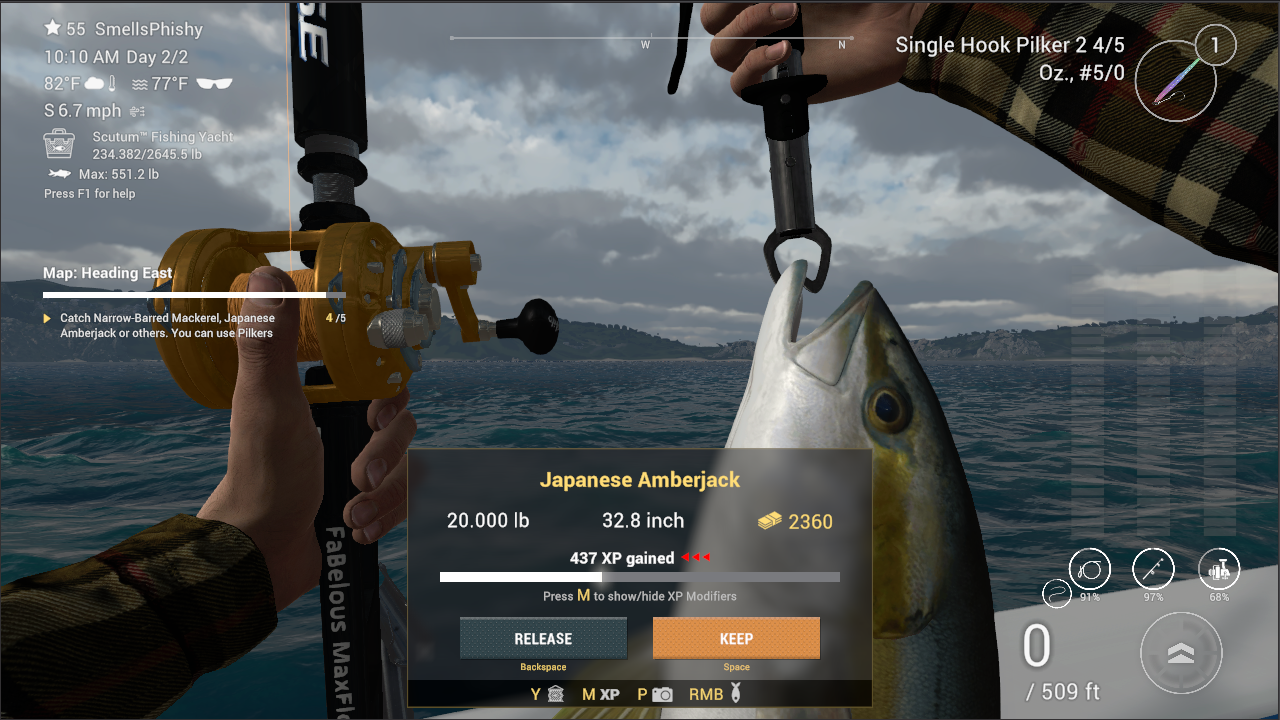 55 SmellsPhishy
10:10 AM Day 2/2
82°F 77°F
S 6.7 mph
Scutum™ Fishing Yacht
234.382/2645.5 lb
Max: 551.2 lb
Press F1 for help
W N
Single Hook Pilker 2 4/5
Oz., #5/0
1
Map: Heading East
Catch Narrow-Barred Mackerel, Japanese 4 /5
Amberjack or others. You can use Pilkers
Japanese Amberjack
20.000 lb 32.8 inch 2360
437 XP gained
Press M to show/hide XP Modifiers
RELEASE KEEP
Backspace Space
Y M XP P RMB
FaBelous MaxFlo
91% 97% 68%
0
/ 509 ft